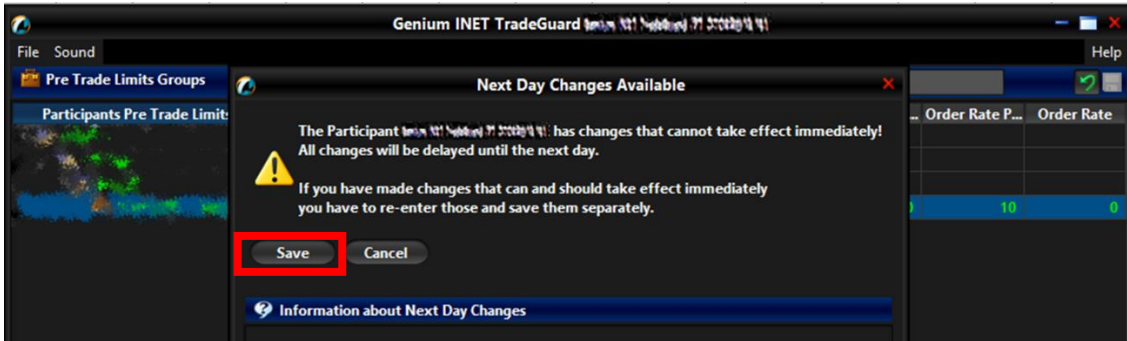 Genium INET TradeGuard
File Sound Help
Pre Trade Limits Groups
Next Day Changes Available
Participants Pre Trade Limits
.. Order Rate P... Order Rate
The Participant has changes that cannot take effect immediately!
All changes will be delayed until the next day.
If you have made changes that can and should take effect immediately
you have to re-enter those and save them separately.
10 0
Save Cancel
Information about Next Day Changes